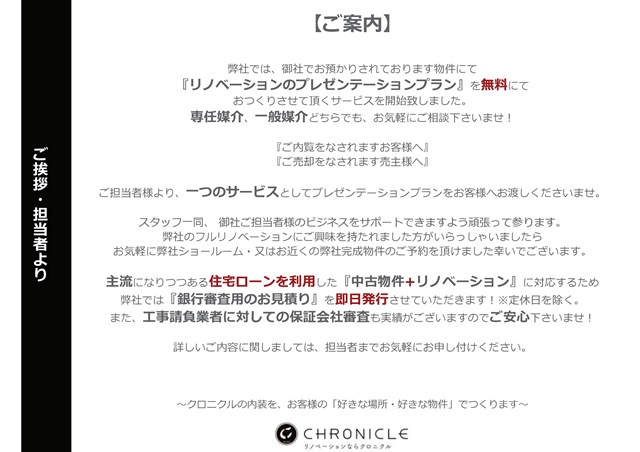 【ご案内】
弊社では、御社でお預かりされております物件にて
『リノベーションのプレゼンテーションプラン』を無料にて
おつくりさせて頂くサービスを開始致しました。
専任媒介、一般媒介どちらでも、お気軽にご相談下さいませ！
『ご内覧をなされますお客様へ』
『ご売却をなされます売主様へ』
ご担当者様より、一つのサービスとしてプレゼンテーションプランをお客様へお渡しくださいませ。
スタッフ一同、 御社ご担当者様のビジネスをサポートできますよう頑張って参ります。
弊社のフルリノベーションにご興味を持たれました方がいらっしゃいましたら
お気軽に弊社ショールーム・又はお近くの弊社完成物件のご予約を頂けました幸いでございます。
主流になりつつある住宅ローンを利用した『中古物件+リノベーション』に対応するため
弊社では『銀行審査用のお見積り』を即日発行させていただきます！※定休日を除く。
また、工事請負業者に対しての保証会社審査も実績がございますのでご安心下さいませ！
詳しいご内容に関しましては、担当者までお気軽にお申し付けください。
～クロニクルの内装を、お客様の「好きな場所・好きな物件」でつくります～
CHRONICLE
リノベーションならクロニクル
ご挨拶・担当者より